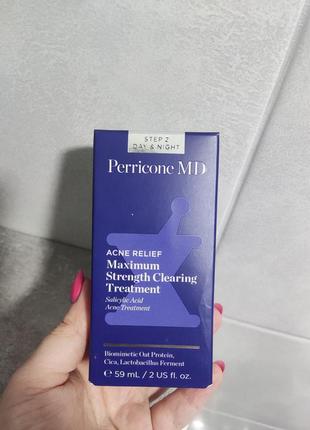 STEP 2
DAY & NIGHT
Perricone MD
ACNE RELIEF
Maximum
Strength Clearing
Treatment
Salicylic Acid
Acne Treatment
Biomimetic Oat Protein,
Cica, Lactobacillus Ferment
e 59 mL / 2 US fl. oz.